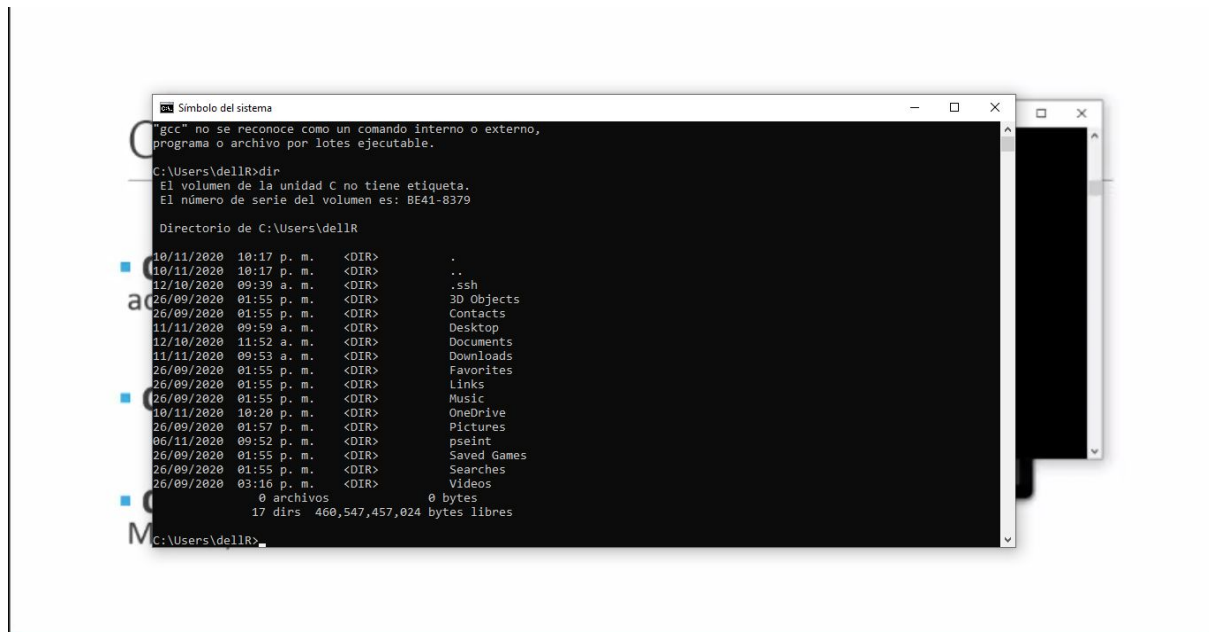 Símbolo del sistema
"gcc" no se reconoce como un comando interno o externo,
programa o archivo por lotes ejecutable.
C:\Users\dellR>dir
El volumen de la unidad C no tiene etiqueta.
El número de serie del volumen es: BE41-8379
Directorio de C:\Users\dellR
10/11/2020 10:17 p. m. <DIR> .
10/11/2020 10:17 p. m. <DIR> ..
12/10/2020 09:39 a. m. <DIR> .ssh
26/09/2020 01:55 p. m. <DIR> 3D Objects
26/09/2020 01:55 p. m. <DIR> Contacts
11/11/2020 09:59 a. m. <DIR> Desktop
12/10/2020 11:52 a. m. <DIR> Documents
11/11/2020 09:53 a. m. <DIR> Downloads
26/09/2020 01:55 p. m. <DIR> Favorites
26/09/2020 01:55 p. m. <DIR> Links
26/09/2020 01:55 p. m. <DIR> Music
10/11/2020 10:20 p. m. <DIR> OneDrive
26/09/2020 01:57 p. m. <DIR> Pictures
06/11/2020 09:52 p. m. <DIR> pseint
26/09/2020 01:55 p. m. <DIR> Saved Games
26/09/2020 01:55 p. m. <DIR> Searches
26/09/2020 03:16 p. m. <DIR> Videos
0 archivos 0 bytes
17 dirs 460,547,457,024 bytes libres
C:\Users\dellR>